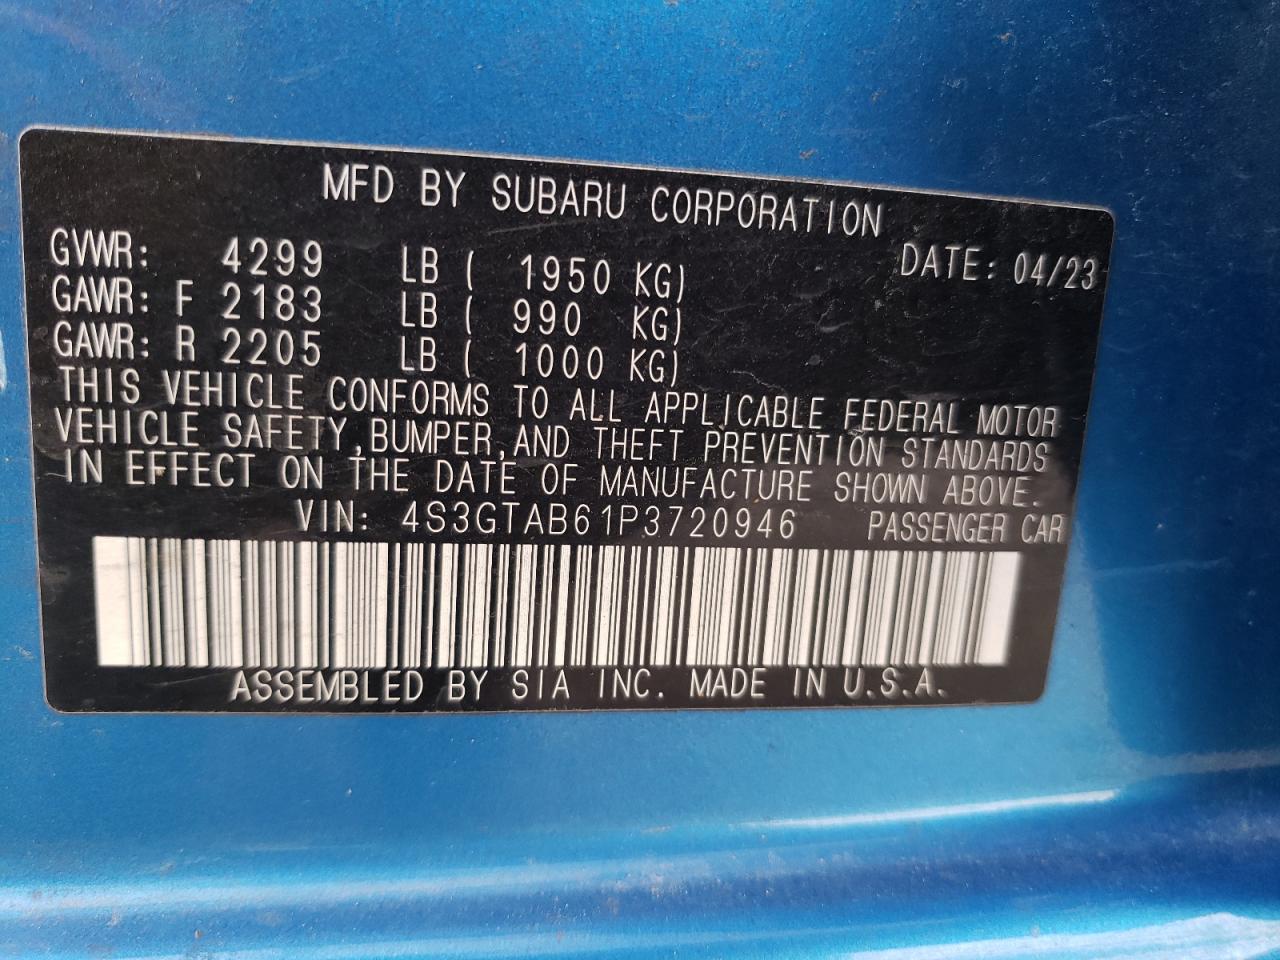 MFD BY SUBARU CORPORATION
GVWR: 4299 LB ( 1950 KG) DATE: 04/23
GAWR: F 2183 LB ( 990 KG)
GAWR: R 2205 LB ( 1000 KG)
THIS VEHICLE CONFORMS TO ALL APPLICABLE FEDERAL MOTOR
VEHICLE SAFETY,BUMPER,AND THEFT PREVENTION STANDARDS
IN EFFECT ON THE DATE OF MANUFACTURE SHOWN ABOVE.
VIN: 4S3GTAB61P3720946 PASSENGER CAR
ASSEMBLED BY SIA INC. MADE IN U.S.A.